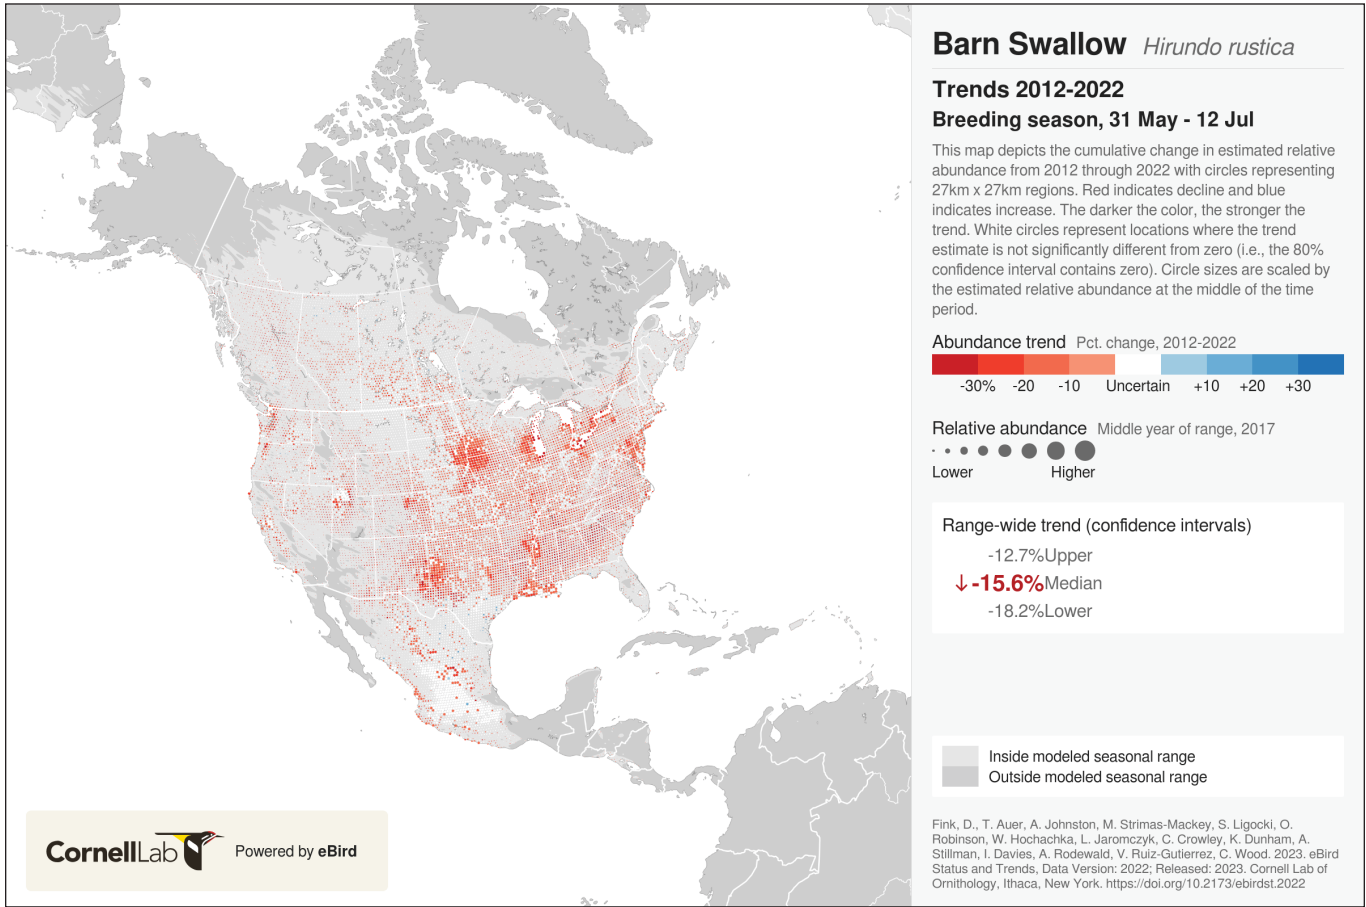 Barn Swallow Hirundo rustica
Trends 2012-2022
Breeding season, 31 May - 12 Jul
This map depicts the cumulative change in estimated relative
abundance from 2012 through 2022 with circles representing
27km x 27km regions. Red indicates decline and blue
indicates increase. The darker the color, the stronger the
trend. White circles represent locations where the trend
estimate is not significantly different from zero (i.e., the 80%
confidence interval contains zero). Circle sizes are scaled by
the estimated relative abundance at the middle of the time
period.
Abundance trend Pct. change, 2012-2022
-30% -20 -10 Uncertain +10 +20 +30
Relative abundance Middle year of range, 2017
Lower Higher
Range-wide trend (confidence intervals)
-12.7% Upper
↓-15.6% Median
-18.2% Lower
Inside modeled seasonal range
Outside modeled seasonal range
Fink, D., T. Auer, A. Johnston, M. Strimas-Mackey, S. Ligocki, O.
Robinson, W. Hochachka, L. Jaromczyk, C. Crowley, K. Dunham, A.
Stillman, I. Davies, A. Rodewald, V. Ruiz-Gutierrez, C. Wood. 2023. eBird
Status and Trends, Data Version: 2022; Released: 2023. Cornell Lab of
Ornithology, Ithaca, New York. https://doi.org/10.2173/ebirdst.2022
CornellLab Powered by eBird